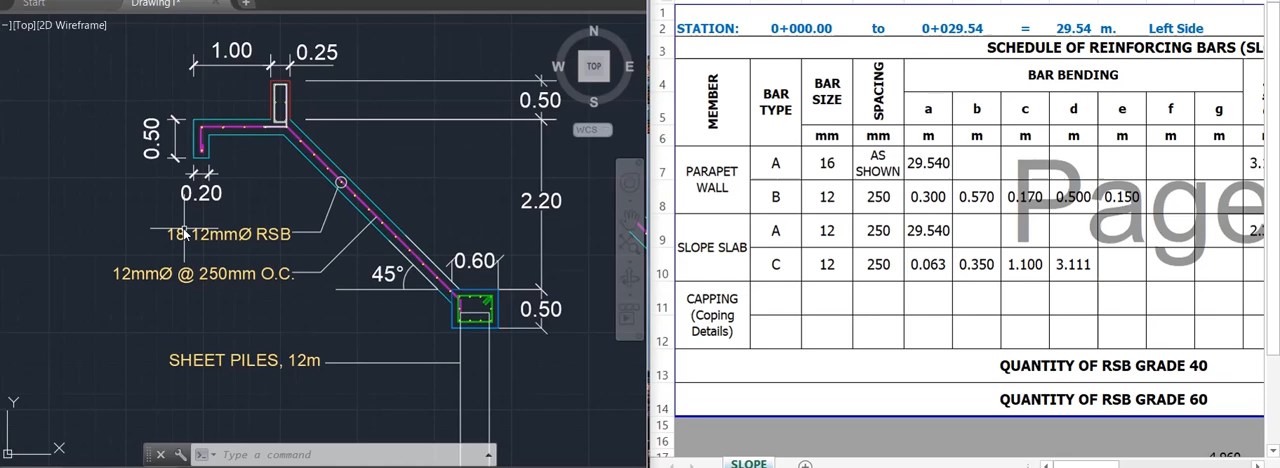 Start
Drawing1*
–][Top][2D Wireframe]
1.00
0.25
N
W
TOP
E
S
WCS
0.50
0.50
0.20
2.20
18-12mmØ RSB
12mmØ @ 250mm O.C.
45°
0.60
0.50
SHEET PILES, 12m
Y
X
Type a command
1
2
STATION: 0+000.00 to 0+029.54 = 29.54 m. Left Side
3
SCHEDULE OF REINFORCING BARS (SL
4
MEMBER
BAR TYPE
BAR SIZE
SPACING
BAR BENDING
5
a b c d e f g
6
mm mm m m m m m m m
7
PARAPET WALL
A 16 AS SHOWN 29.540
8
B 12 250 0.300 0.570 0.170 0.500 0.150
Page
9
SLOPE SLAB
A 12 250 29.540
10
C 12 250 0.063 0.350 1.100 3.111
11
CAPPING
(Coping
Details)
12
13
QUANTITY OF RSB GRADE 40
14
QUANTITY OF RSB GRADE 60
15
16
17
SLOPE